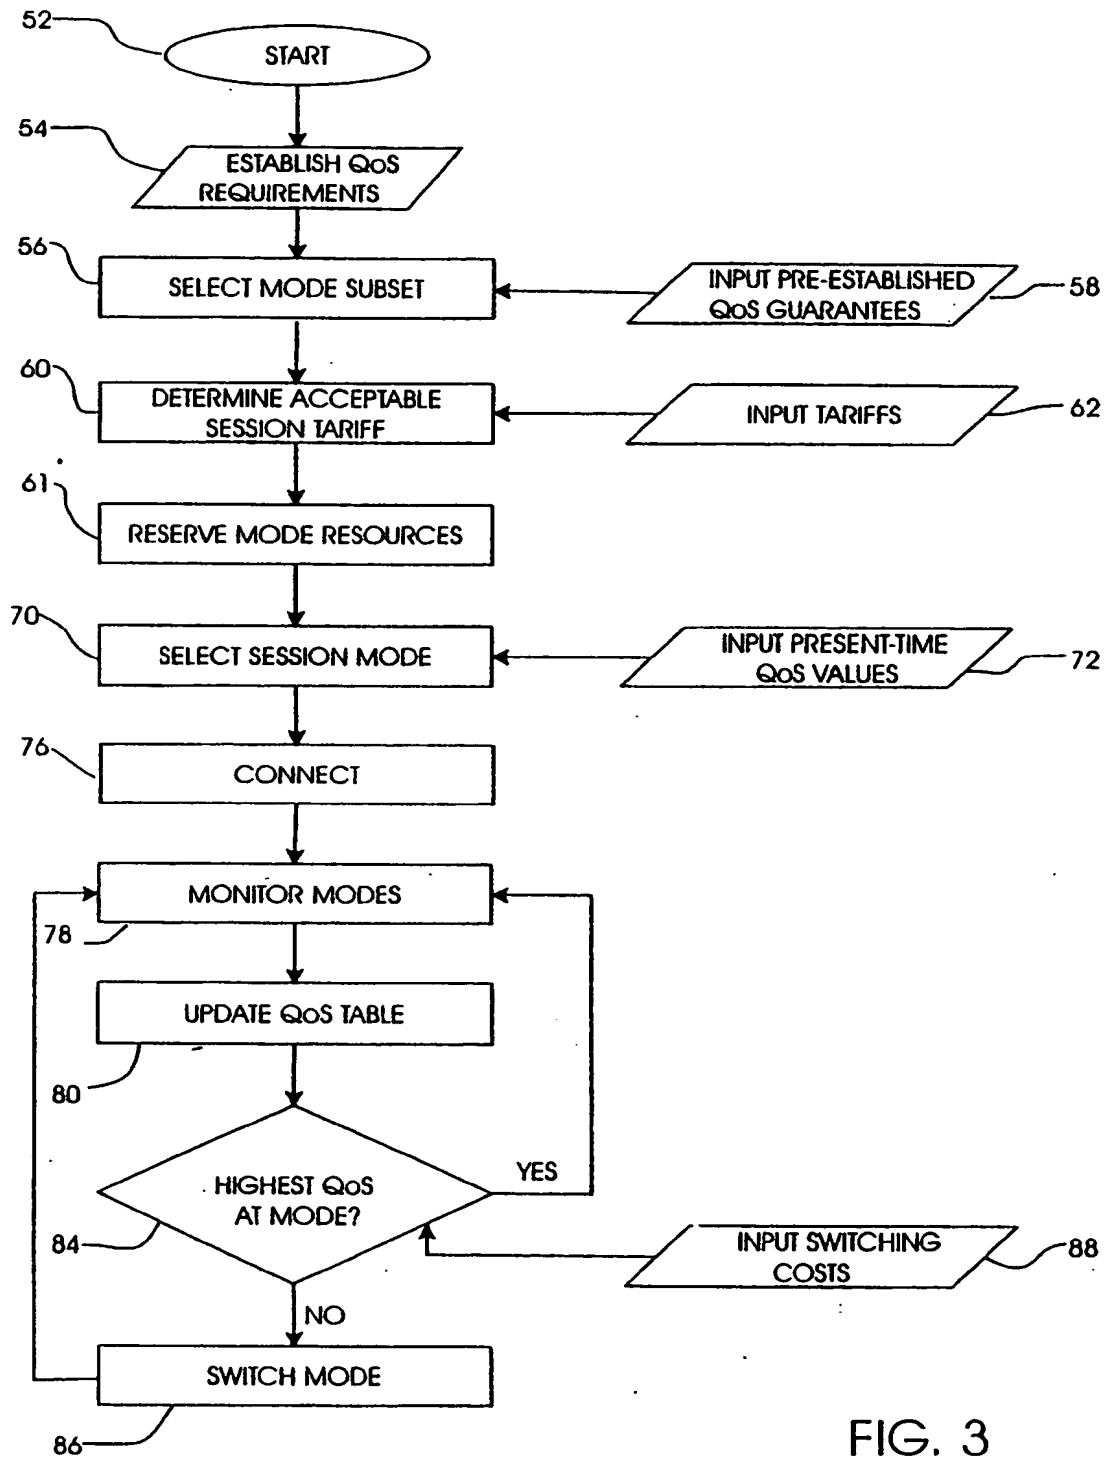 52
START
54
ESTABLISH QoS
REQUIREMENTS
56
SELECT MODE SUBSET
INPUT PRE-ESTABLISHED
QoS GUARANTEES
58
60
DETERMINE ACCEPTABLE
SESSION TARIFF
INPUT TARIFFS
62
61
RESERVE MODE RESOURCES
70
SELECT SESSION MODE
INPUT PRESENT-TIME
QoS VALUES
72
76
CONNECT
MONITOR MODES
78
UPDATE QoS TABLE
80
HIGHEST QoS
AT MODE?
YES
84
INPUT SWITCHING
COSTS
88
NO
SWITCH MODE
86
FIG. 3